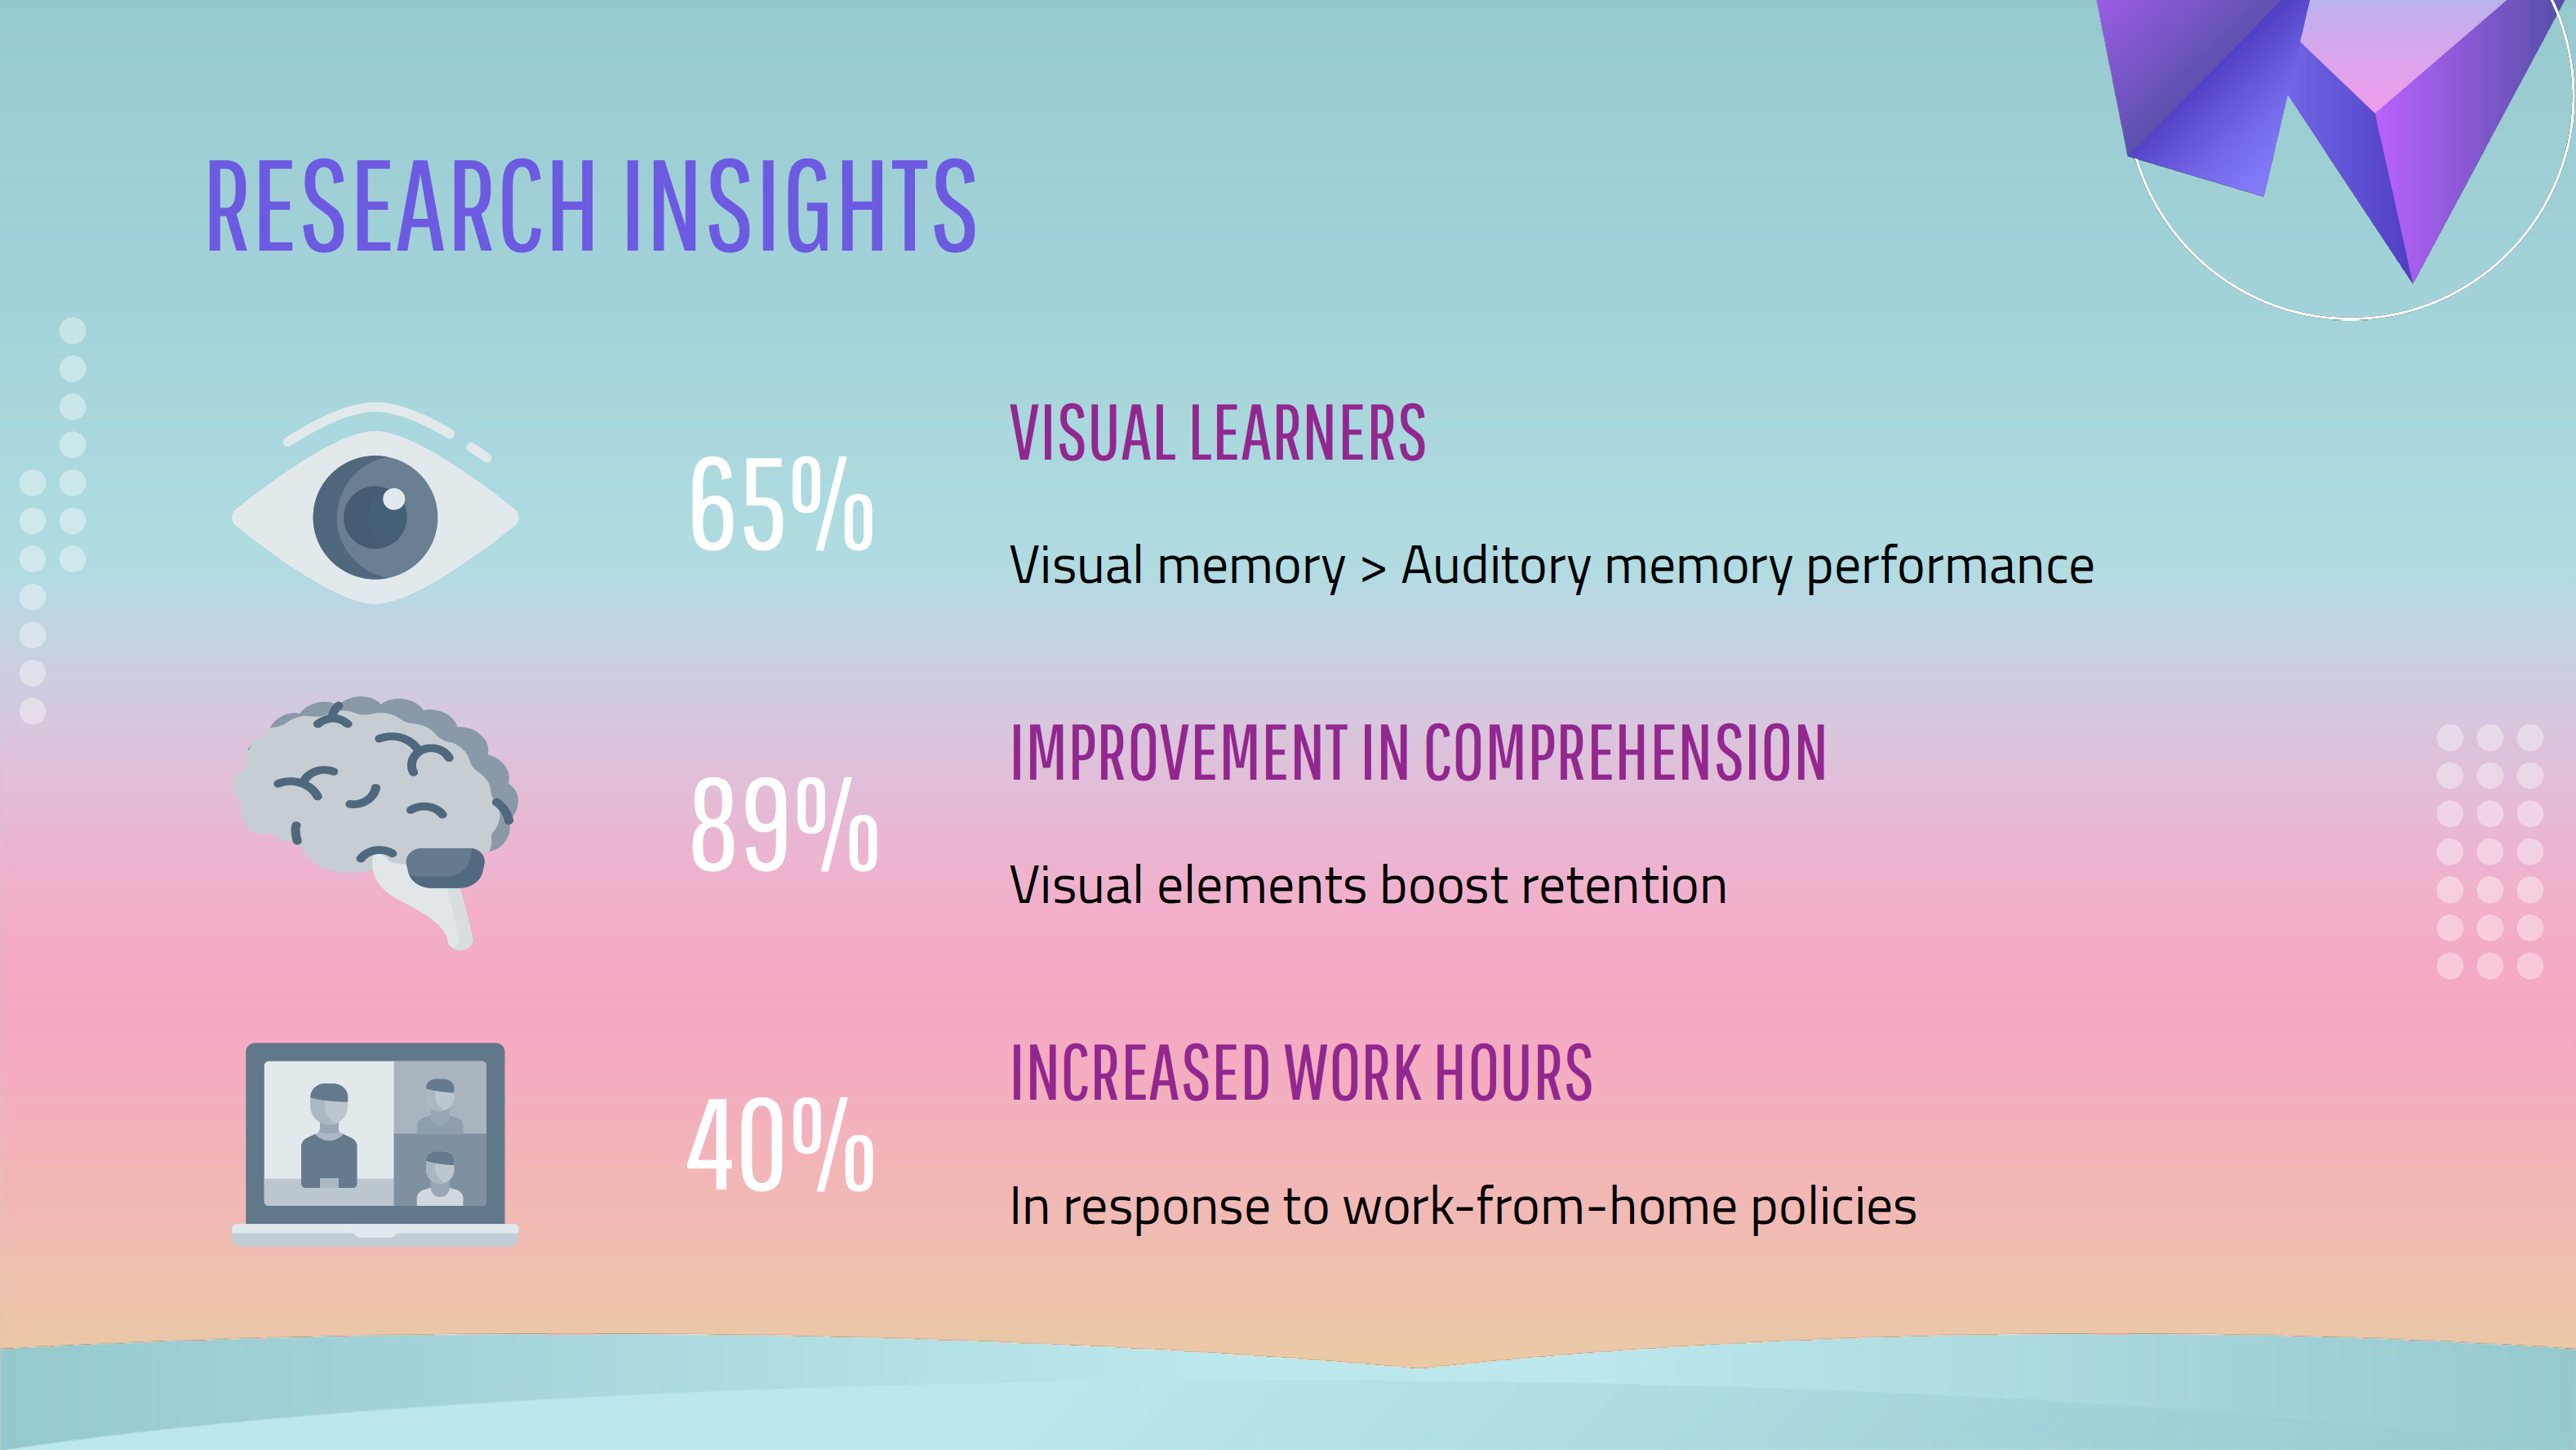 RESEARCH INSIGHTS
65%
VISUAL LEARNERS
Visual memory > Auditory memory performance
89%
IMPROVEMENT IN COMPREHENSION
Visual elements boost retention
40%
INCREASED WORK HOURS
In response to work-from-home policies